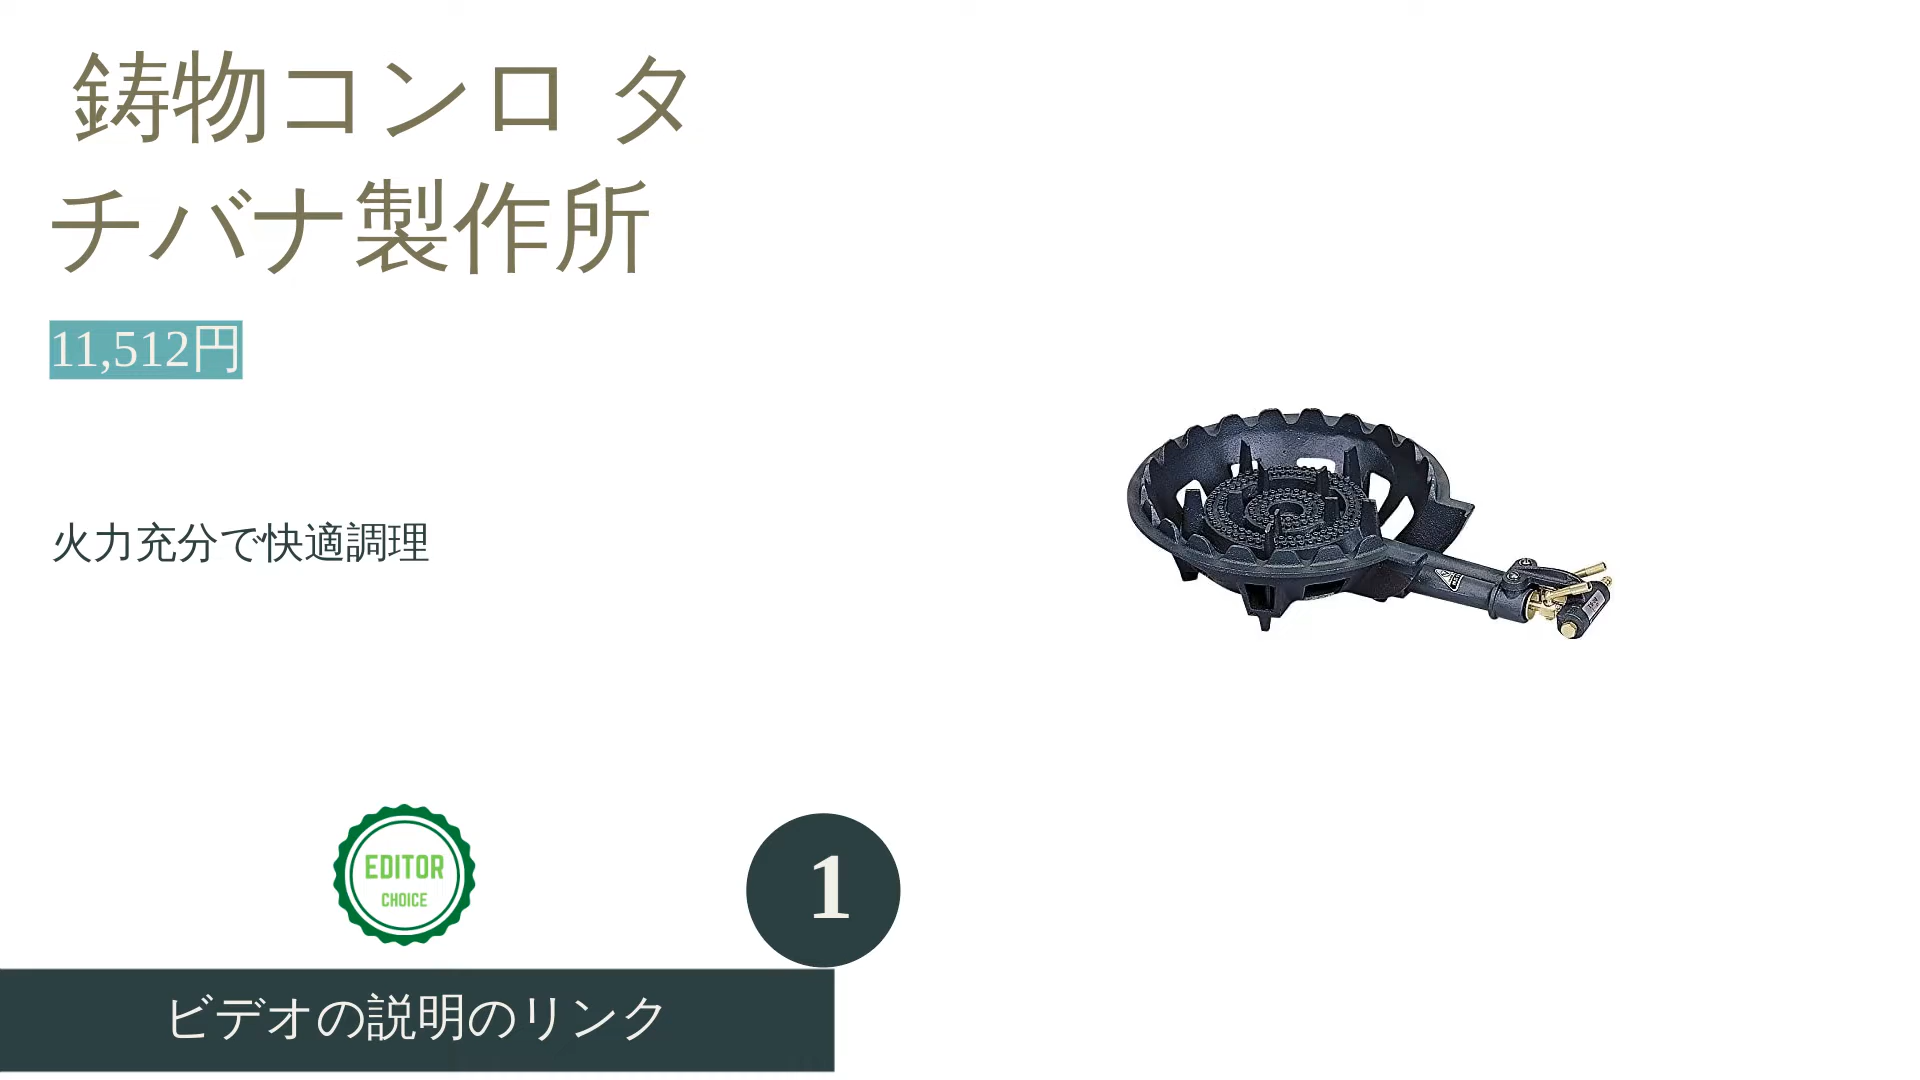 鋳物コンロ タ
チバナ製作所
11,512円
火力充分で快適調理
EDITOR
CHOICE
1
ビデオの説明のリンク